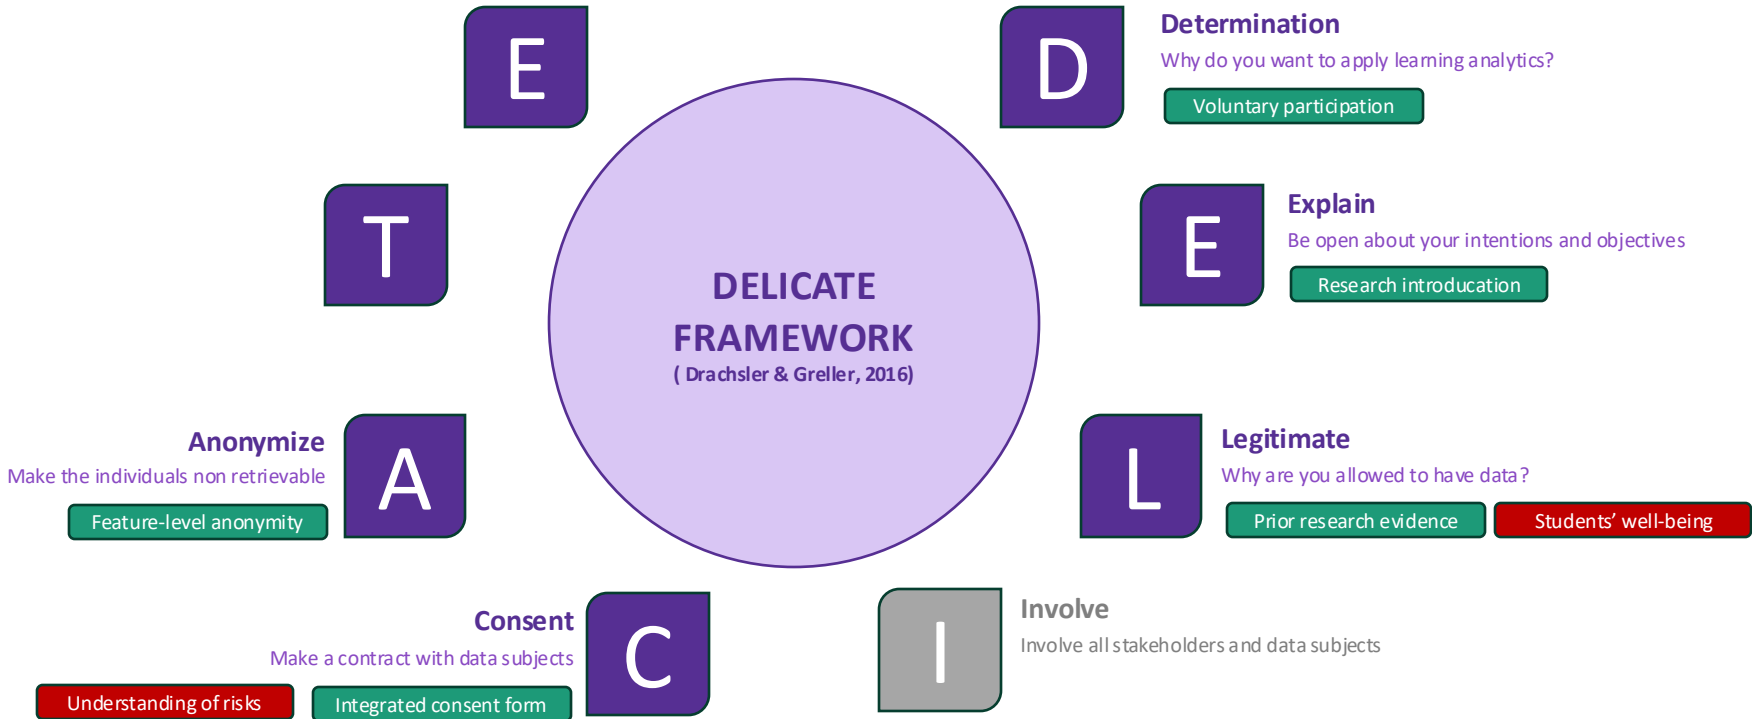 E
D
Determination
Why do you want to apply learning analytics?
Voluntary participation
T
E
Explain
Be open about your intentions and objectives
Research introducation
DELICATE
FRAMEWORK
( Drachsler & Greller, 2016)
Anonymize
Make the individuals non retrievable
Feature-level anonymity
A
L
Legitimate
Why are you allowed to have data?
Prior research evidence
Students’ well-being
Consent
Make a contract with data subjects
Understanding of risks
Integrated consent form
C
I
Involve
Involve all stakeholders and data subjects